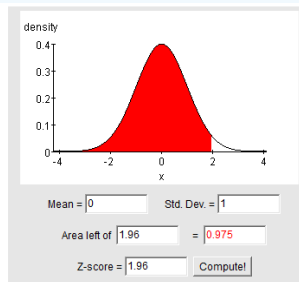 density
0.4
0.3
0.2
0.1
0
-4 -2 0 2 4
x
Mean = 0 Std. Dev. = 1
Area left of 1.96 = 0.975
Z-score = 1.96 Compute!